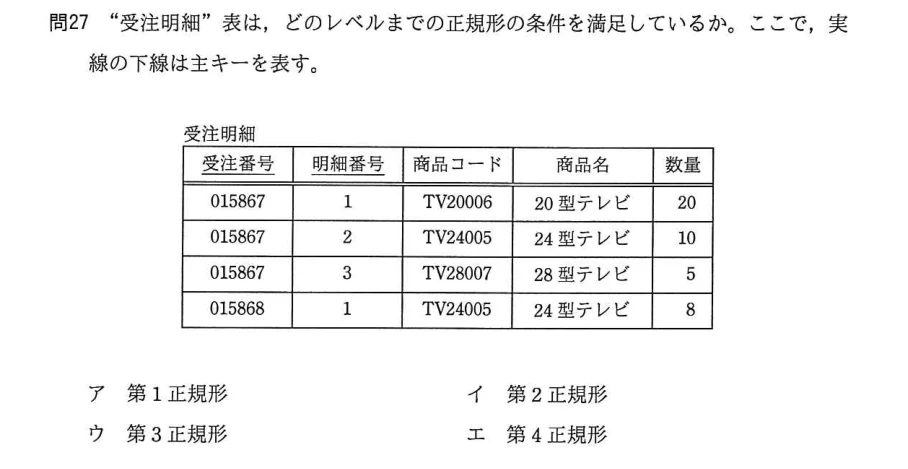 問27 “受注明細”表は，どのレベルまでの正規形の条件を満足しているか。ここで，実
線の下線は主キーを表す。
受注明細
受注番号 明細番号 商品コード 商品名 数量
015867 1 TV20006 20型テレビ 20
015867 2 TV24005 24型テレビ 10
015867 3 TV28007 28型テレビ 5
015868 1 TV24005 24型テレビ 8
ア 第1正規形 イ 第2正規形
ウ 第3正規形 エ 第4正規形